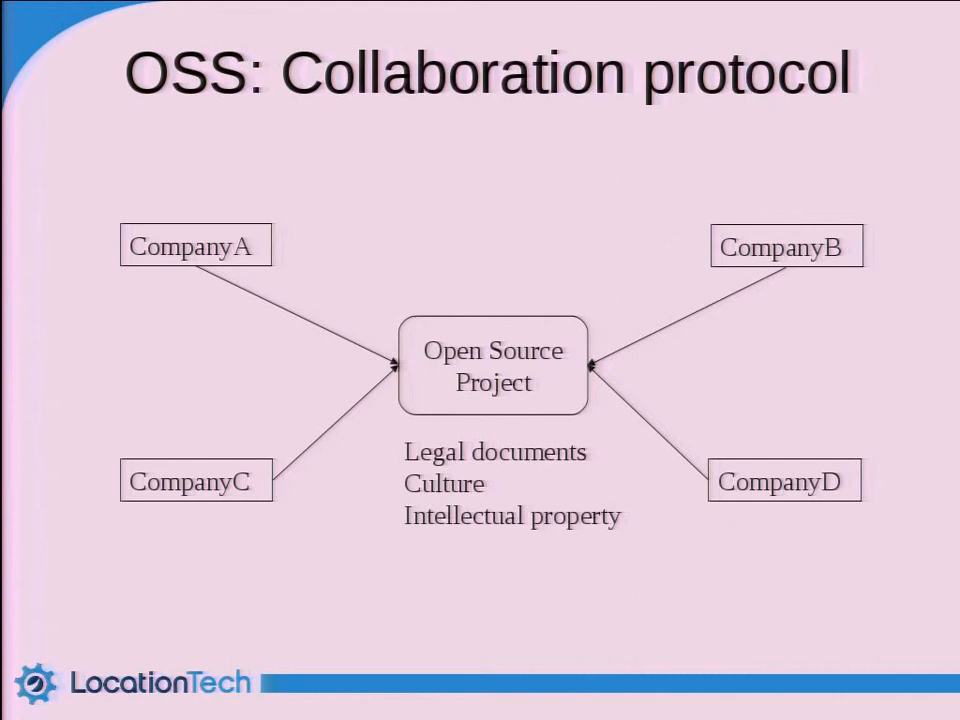 OSS: Collaboration protocol
CompanyA
CompanyB
Open Source
Project
CompanyC
CompanyD
Legal documents
Culture
Intellectual property
LocationTech